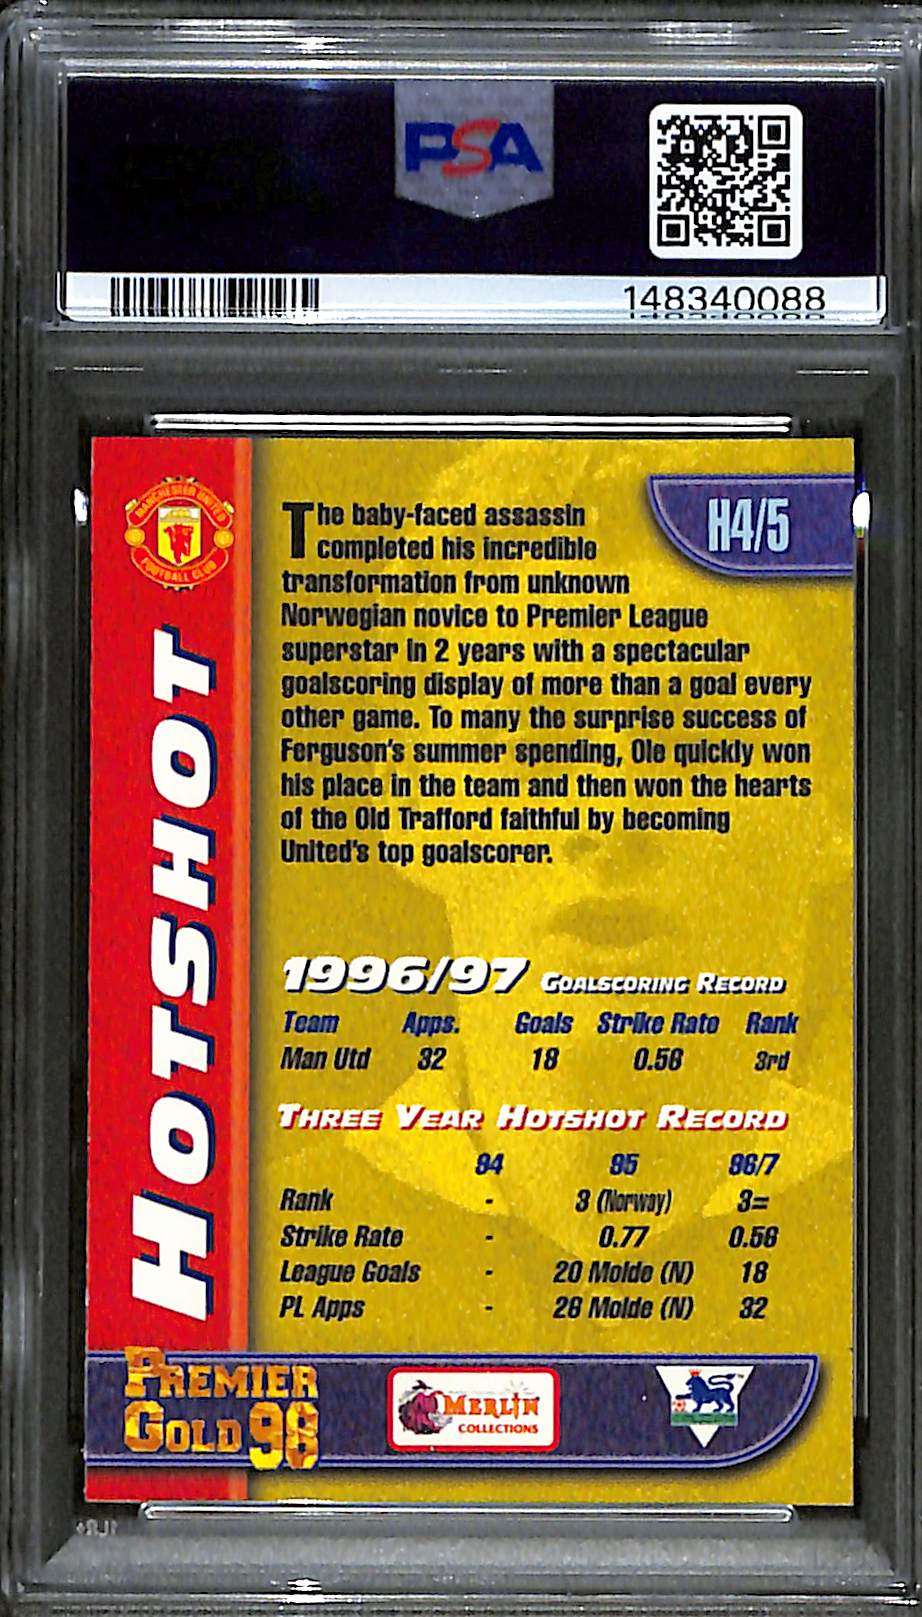 PSA
148340088
MANCHESTER UNITED
FOOTBALL CLUB
HOTSHOT
H4/5
The baby-faced assassin
completed his incredible
transformation from unknown
Norwegian novice to Premier League
superstar in 2 years with a spectacular
goalscoring display of more than a goal every
other game. To many the surprise success of
Ferguson's summer spending, Ole quickly won
his place in the team and then won the hearts
of the Old Trafford faithful by becoming
United's top goalscorer.
1996/97 GOALSCORING RECORD
Team Apps. Goals Strike Rate Rank
Man Utd 32 18 0.56 3rd
THREE YEAR HOTSHOT RECORD
94 95 96/7
Rank - 3 (Norway) 3=
Strike Rate - 0.77 0.56
League Goals - 20 Molde (N) 18
PL Apps - 26 Molde (N) 32
PREMIER
GOLD 98
MERLIN
COLLECTIONS